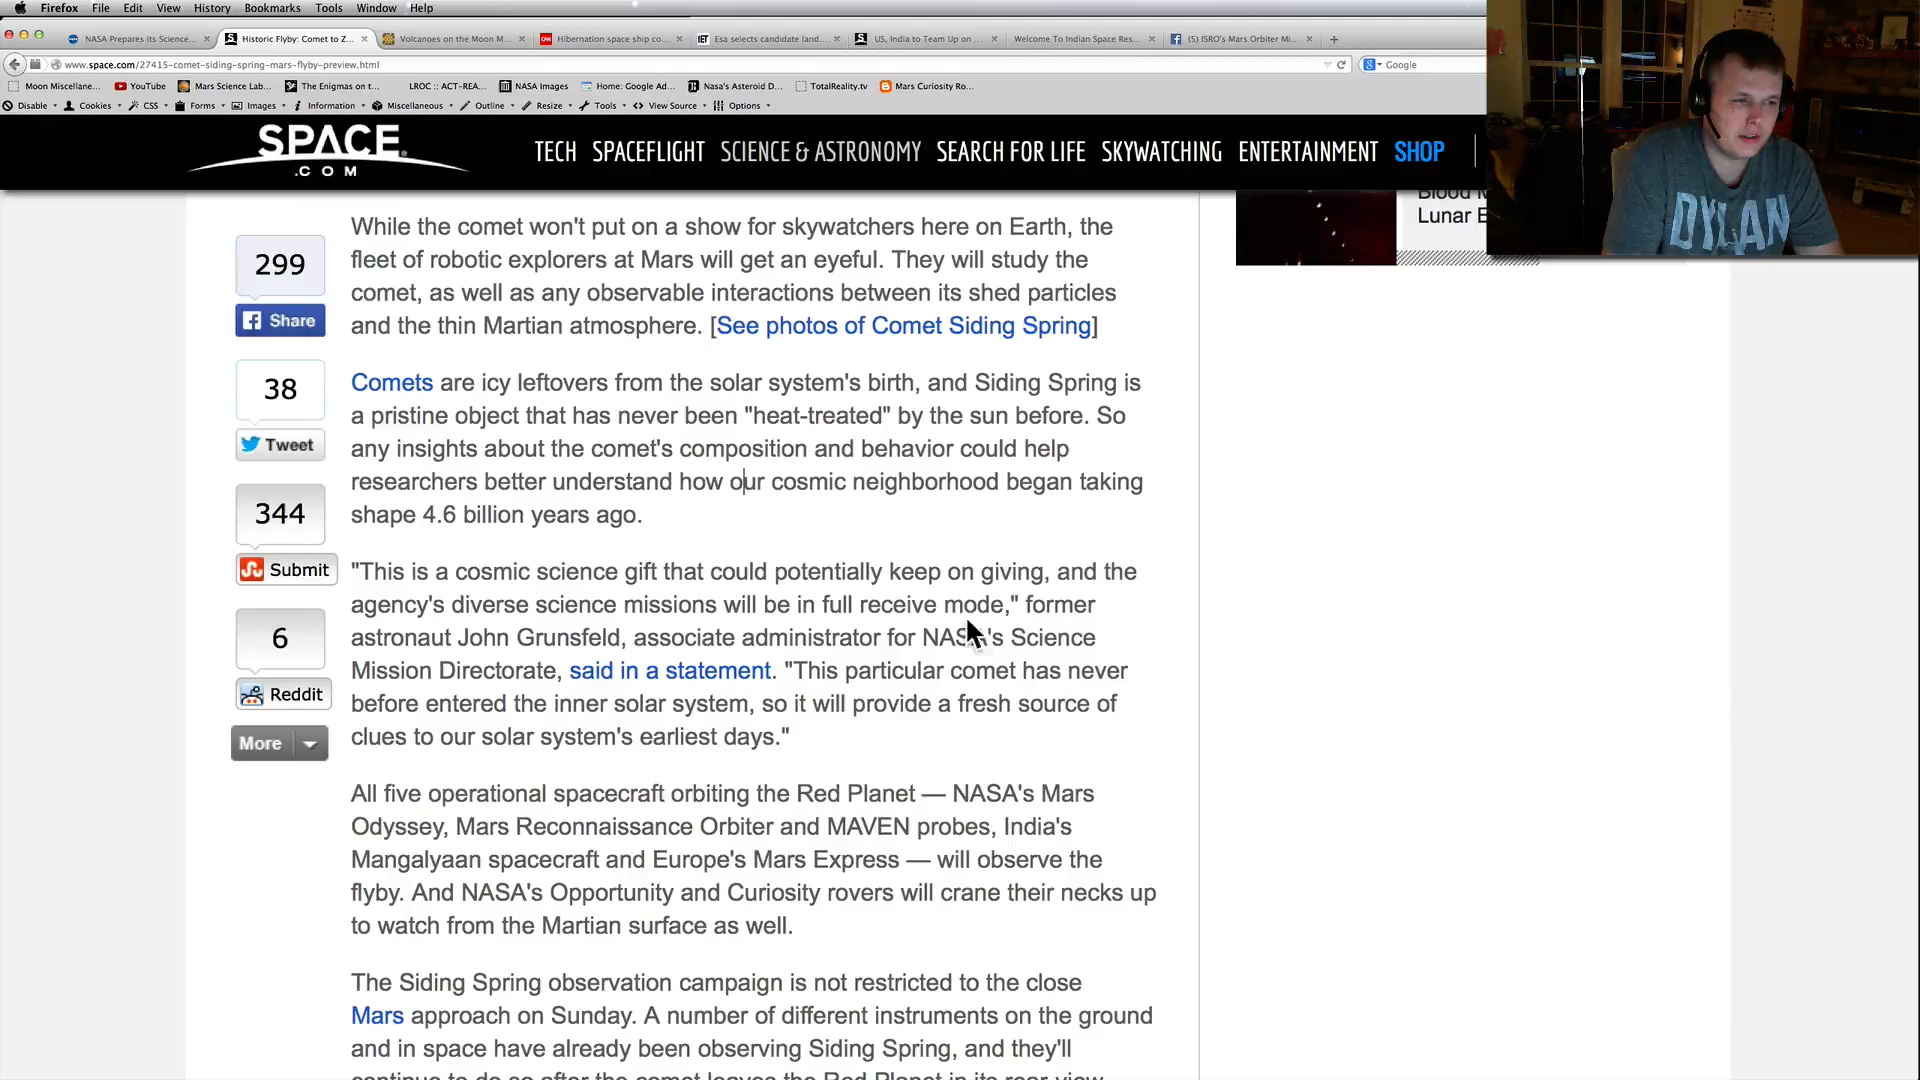 Firefox File Edit View History Bookmarks Tools Window Help
NASA Prepares its Science... × Historic Flyby: Comet to Z... × Volcanoes on the Moon M... × Hibernation space ship co... × Esa selects candidate land... × US, India to Team Up on ... × Welcome To Indian Space Res... × (5) ISRO's Mars Orbiter Mi... × +
www.space.com/27415-comet-siding-spring-mars-flyby-preview.html Google
Moon Miscellane... YouTube Mars Science Lab... The Enigmas on t... LROC :: ACT-REA... NASA Images Home: Google Ad... Nasa's Asteroid D... TotalReality.tv Mars Curiosity Ro...
Disable Cookies CSS Forms Images Information Miscellaneous Outline Resize Tools View Source Options
SPACE
.COM
TECH SPACEFLIGHT SCIENCE & ASTRONOMY SEARCH FOR LIFE SKYWATCHING ENTERTAINMENT SHOP
DYLAN
Lunar E
299
Share
38
Tweet
344
Submit
6
Reddit
More
While the comet won't put on a show for skywatchers here on Earth, the
fleet of robotic explorers at Mars will get an eyeful. They will study the
comet, as well as any observable interactions between its shed particles
and the thin Martian atmosphere. [See photos of Comet Siding Spring]
Comets are icy leftovers from the solar system's birth, and Siding Spring is
a pristine object that has never been "heat-treated" by the sun before. So
any insights about the comet's composition and behavior could help
researchers better understand how our cosmic neighborhood began taking
shape 4.6 billion years ago.
"This is a cosmic science gift that could potentially keep on giving, and the
agency's diverse science missions will be in full receive mode," former
astronaut John Grunsfeld, associate administrator for NASA's Science
Mission Directorate, said in a statement. "This particular comet has never
before entered the inner solar system, so it will provide a fresh source of
clues to our solar system's earliest days."
All five operational spacecraft orbiting the Red Planet — NASA's Mars
Odyssey, Mars Reconnaissance Orbiter and MAVEN probes, India's
Mangalyaan spacecraft and Europe's Mars Express — will observe the
flyby. And NASA's Opportunity and Curiosity rovers will crane their necks up
to watch from the Martian surface as well.
The Siding Spring observation campaign is not restricted to the close
Mars approach on Sunday. A number of different instruments on the ground
and in space have already been observing Siding Spring, and they'll
continue to do so after the comet leaves the Red Planet in its rear view